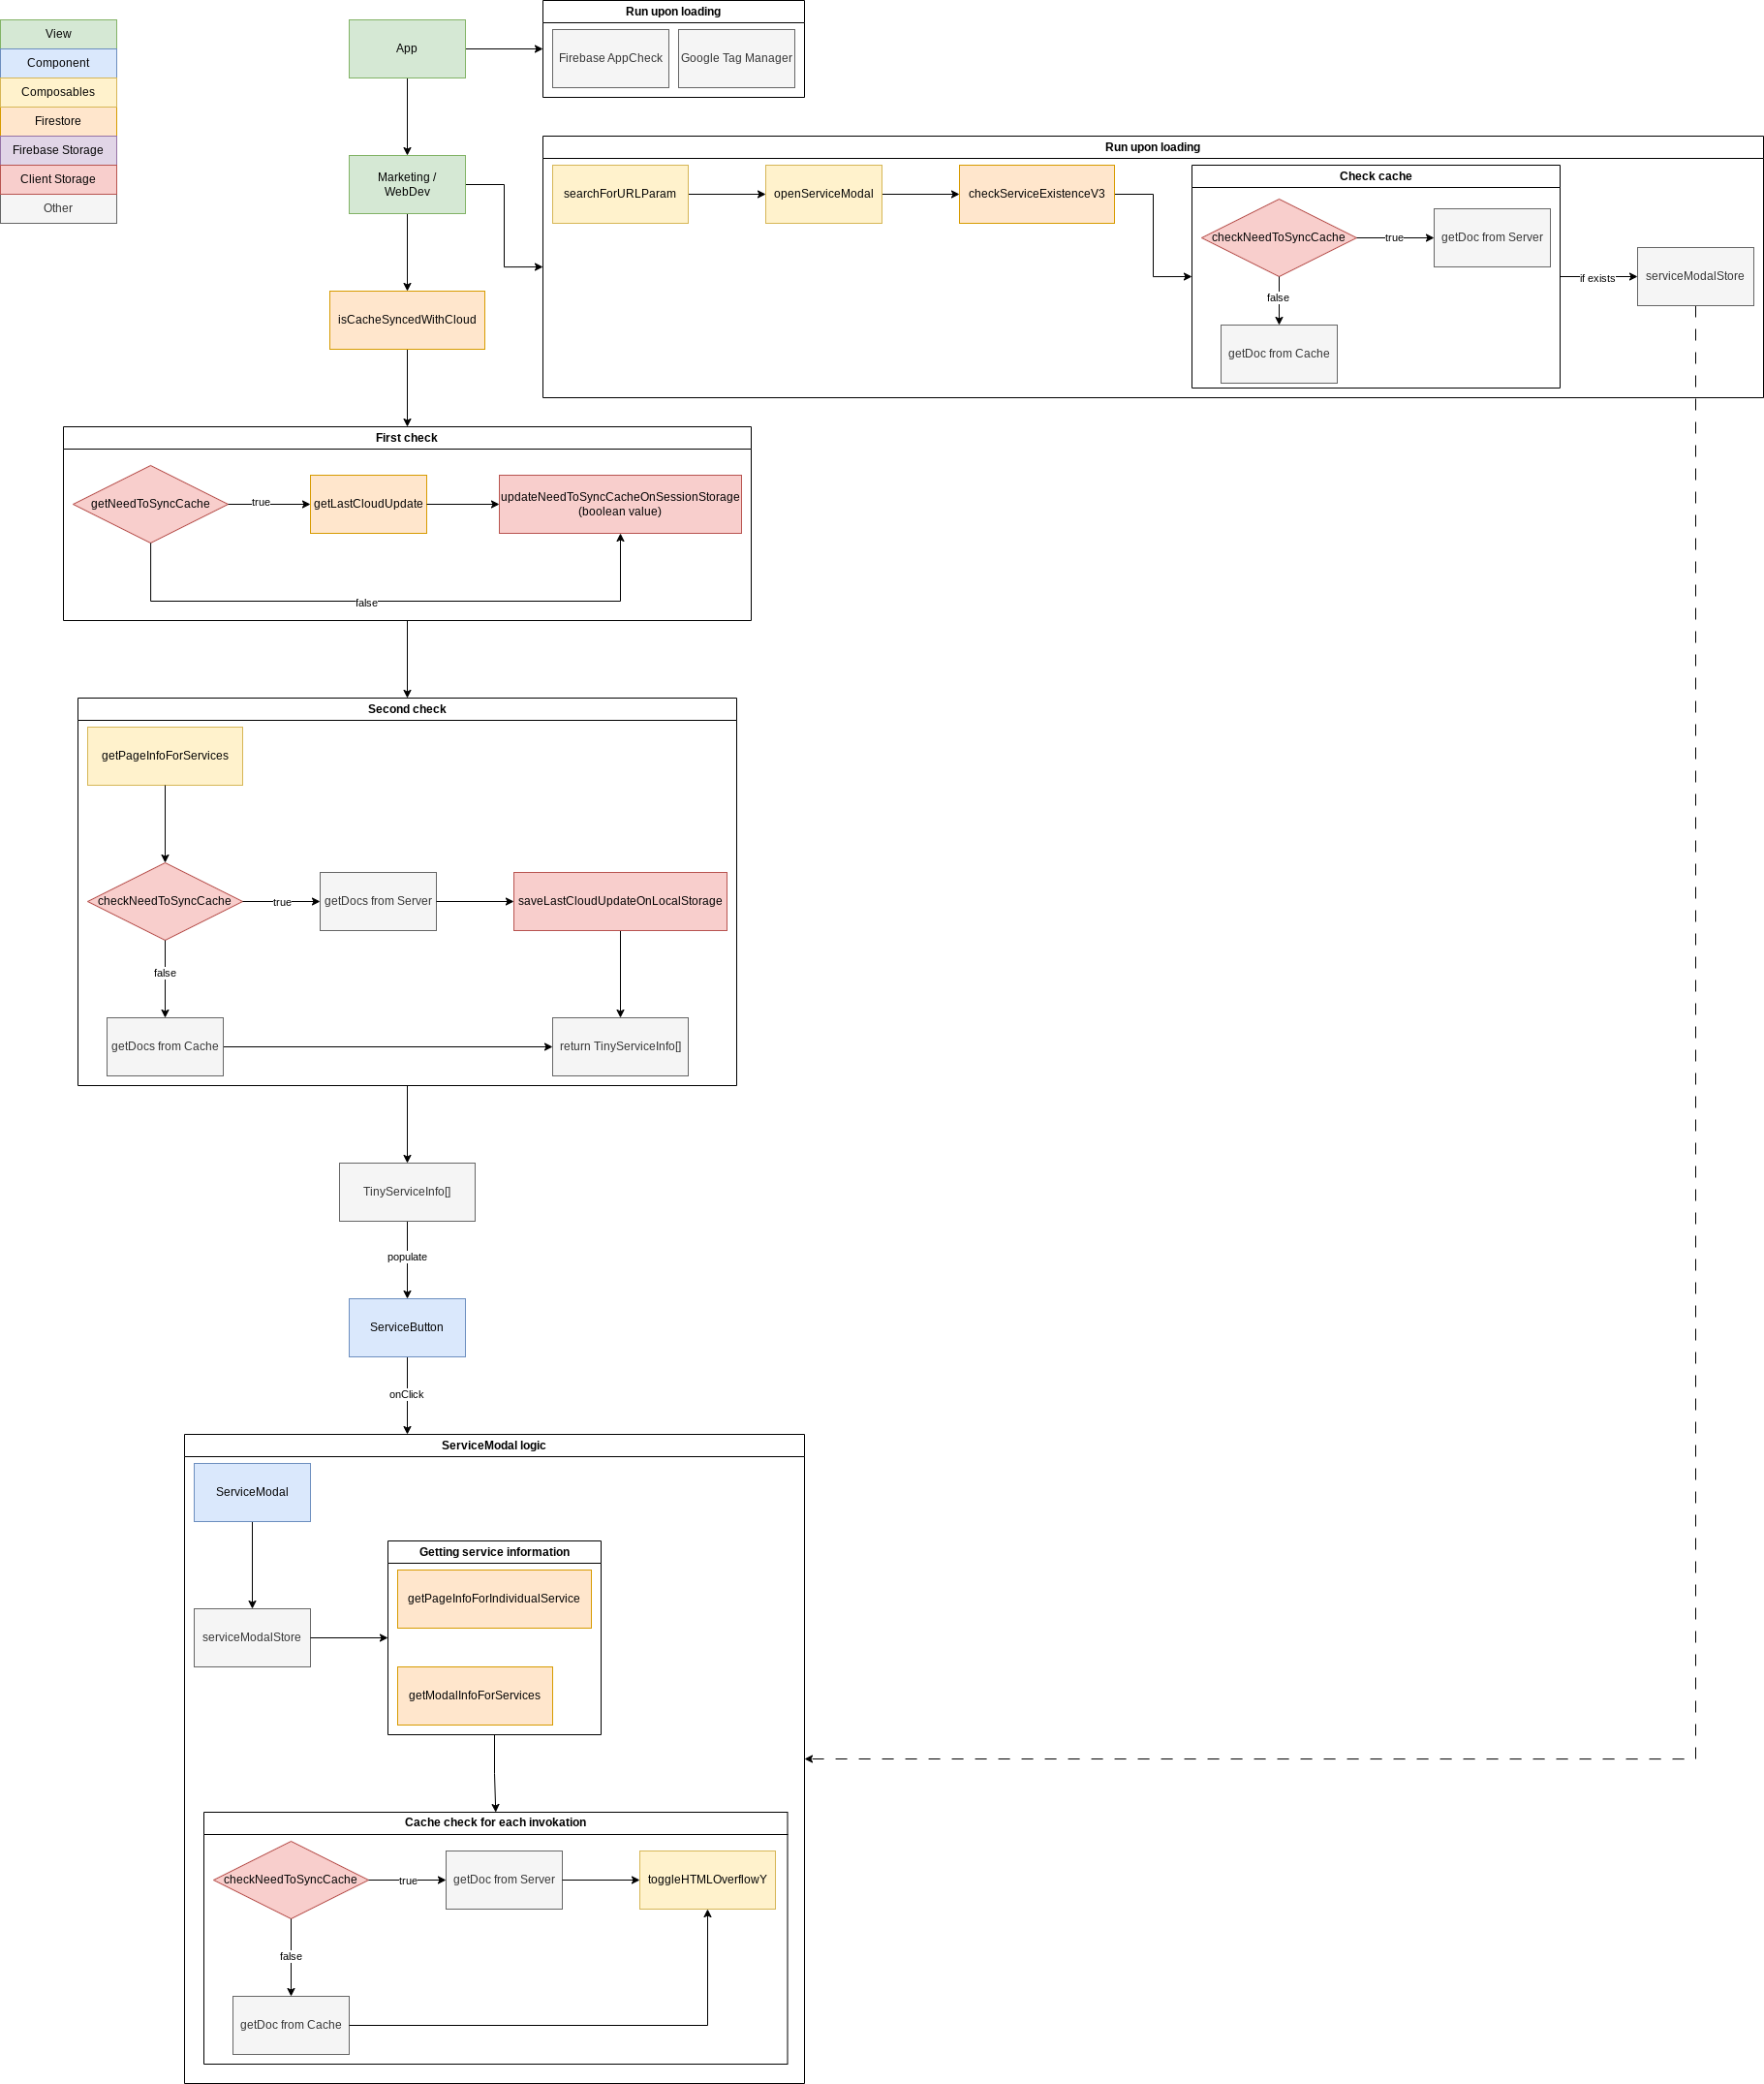 View
Component
Composables
Firestore
Firebase Storage
Client Storage
Other
App
Run upon loading
Firebase AppCheck
Google Tag Manager
Marketing /
WebDev
Run upon loading
searchForURLParam
openServiceModal
checkServiceExistenceV3
Check cache
checkNeedToSyncCache
true
getDoc from Server
false
getDoc from Cache
if exists
serviceModalStore
isCacheSyncedWithCloud
First check
getNeedToSyncCache
true
getLastCloudUpdate
updateNeedToSyncCacheOnSessionStorage
(boolean value)
false
Second check
getPageInfoForServices
checkNeedToSyncCache
true
getDocs from Server
saveLastCloudUpdateOnLocalStorage
false
getDocs from Cache
return TinyServiceInfo[]
TinyServiceInfo[]
populate
ServiceButton
onClick
ServiceModal logic
ServiceModal
serviceModalStore
Getting service information
getPageInfoForIndividualService
getModalInfoForServices
Cache check for each invokation
checkNeedToSyncCache
true
getDoc from Server
toggleHTMLOverflowY
false
getDoc from Cache